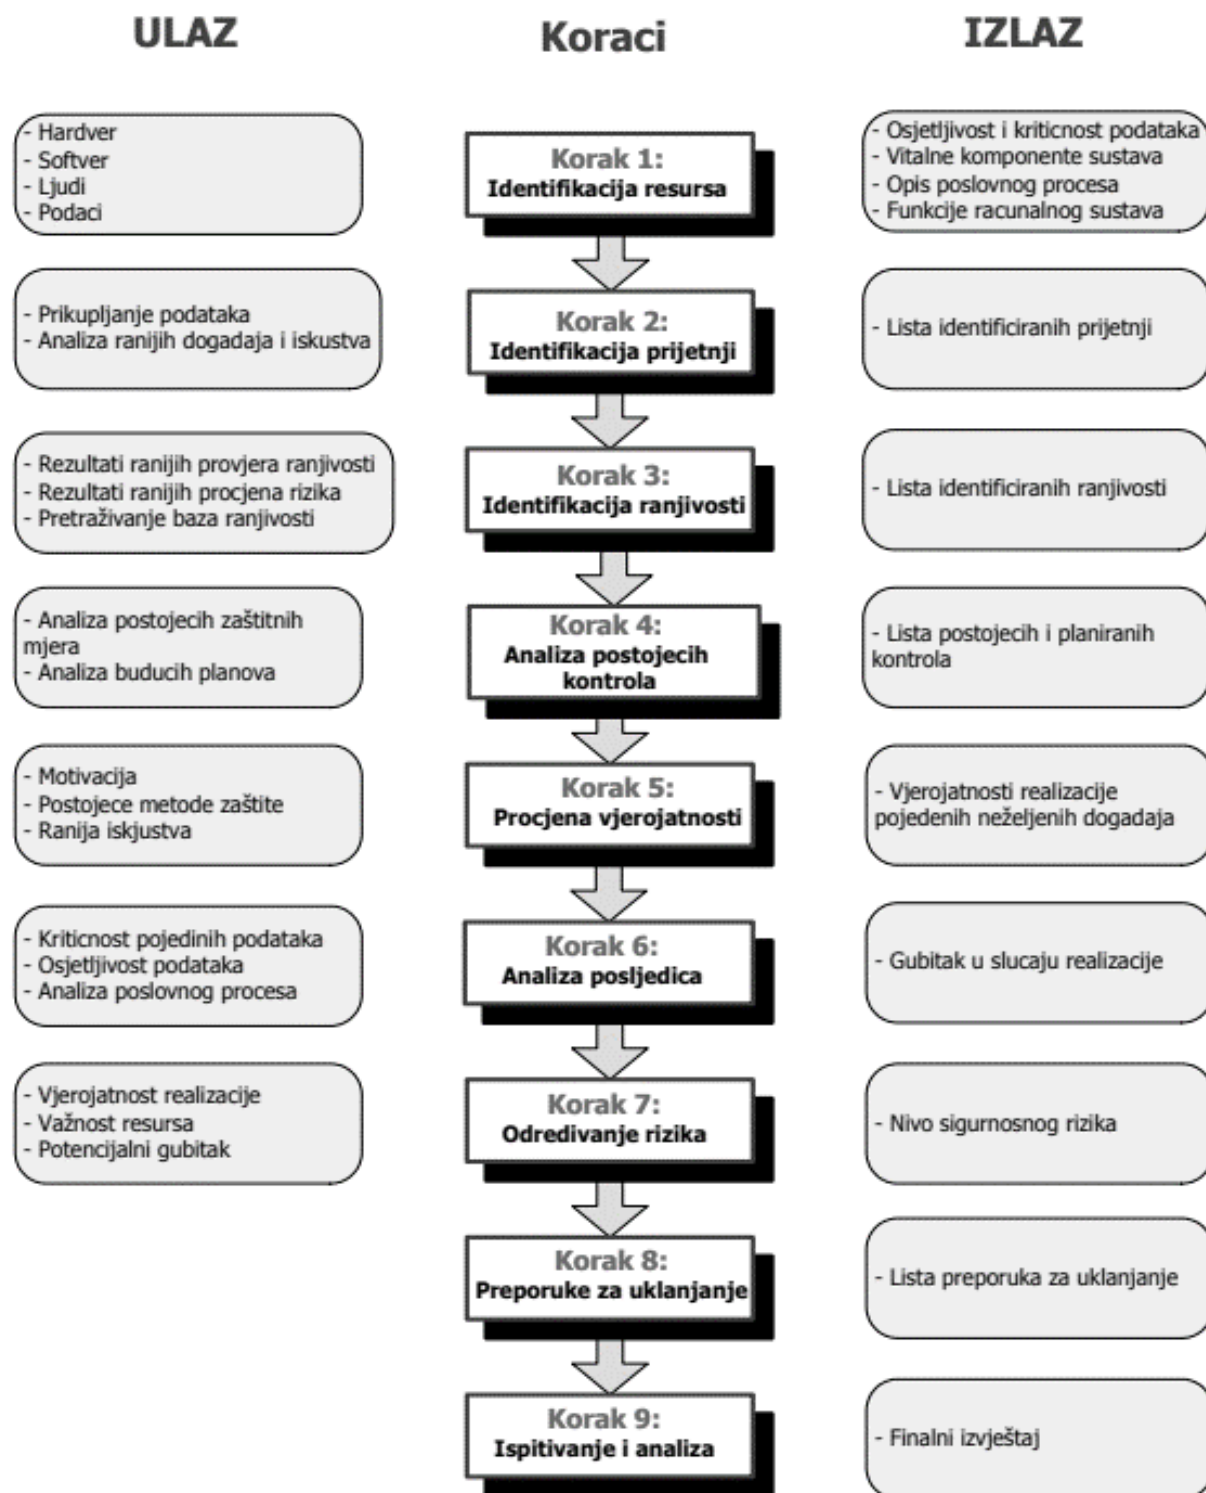 ULAZ
Koraci
IZLAZ
- Hardver
- Softver
- Ljudi
- Podaci
Korak 1:
Identifikacija resursa
- Osjetljivost i kriticnost podataka
- Vitalne komponente sustava
- Opis poslovnog procesa
- Funkcije racunalnog sustava
- Prikupljanje podataka
- Analiza ranijih dogadaja i iskustva
Korak 2:
Identifikacija prijetnji
- Lista identificiranih prijetnji
- Rezultati ranijih provjera ranjivosti
- Rezultati ranijih procjena rizika
- Pretraživanje baza ranjivosti
Korak 3:
Identifikacija ranjivosti
- Lista identificiranih ranjivosti
- Analiza postojecih zaštitnih
mjera
- Analiza buducih planova
Korak 4:
Analiza postojecih
kontrola
- Lista postojecih i planiranih
kontrola
- Motivacija
- Postojece metode zaštite
- Ranija iskjustva
Korak 5:
Procjena vjerojatnosti
- Vjerojatnosti realizacije
pojedenih neželjenih dogadaja
- Kriticnost pojedinih podataka
- Osjetljivost podataka
- Analiza poslovnog procesa
Korak 6:
Analiza posljedica
- Gubitak u slucaju realizacije
- Vjerojatnost realizacije
- Važnost resursa
- Potencijalni gubitak
Korak 7:
Odredivanje rizika
- Nivo sigurnosnog rizika
Korak 8:
Preporuke za uklanjanje
- Lista preporuka za uklanjanje
Korak 9:
Ispitivanje i analiza
- Finalni izvještaj